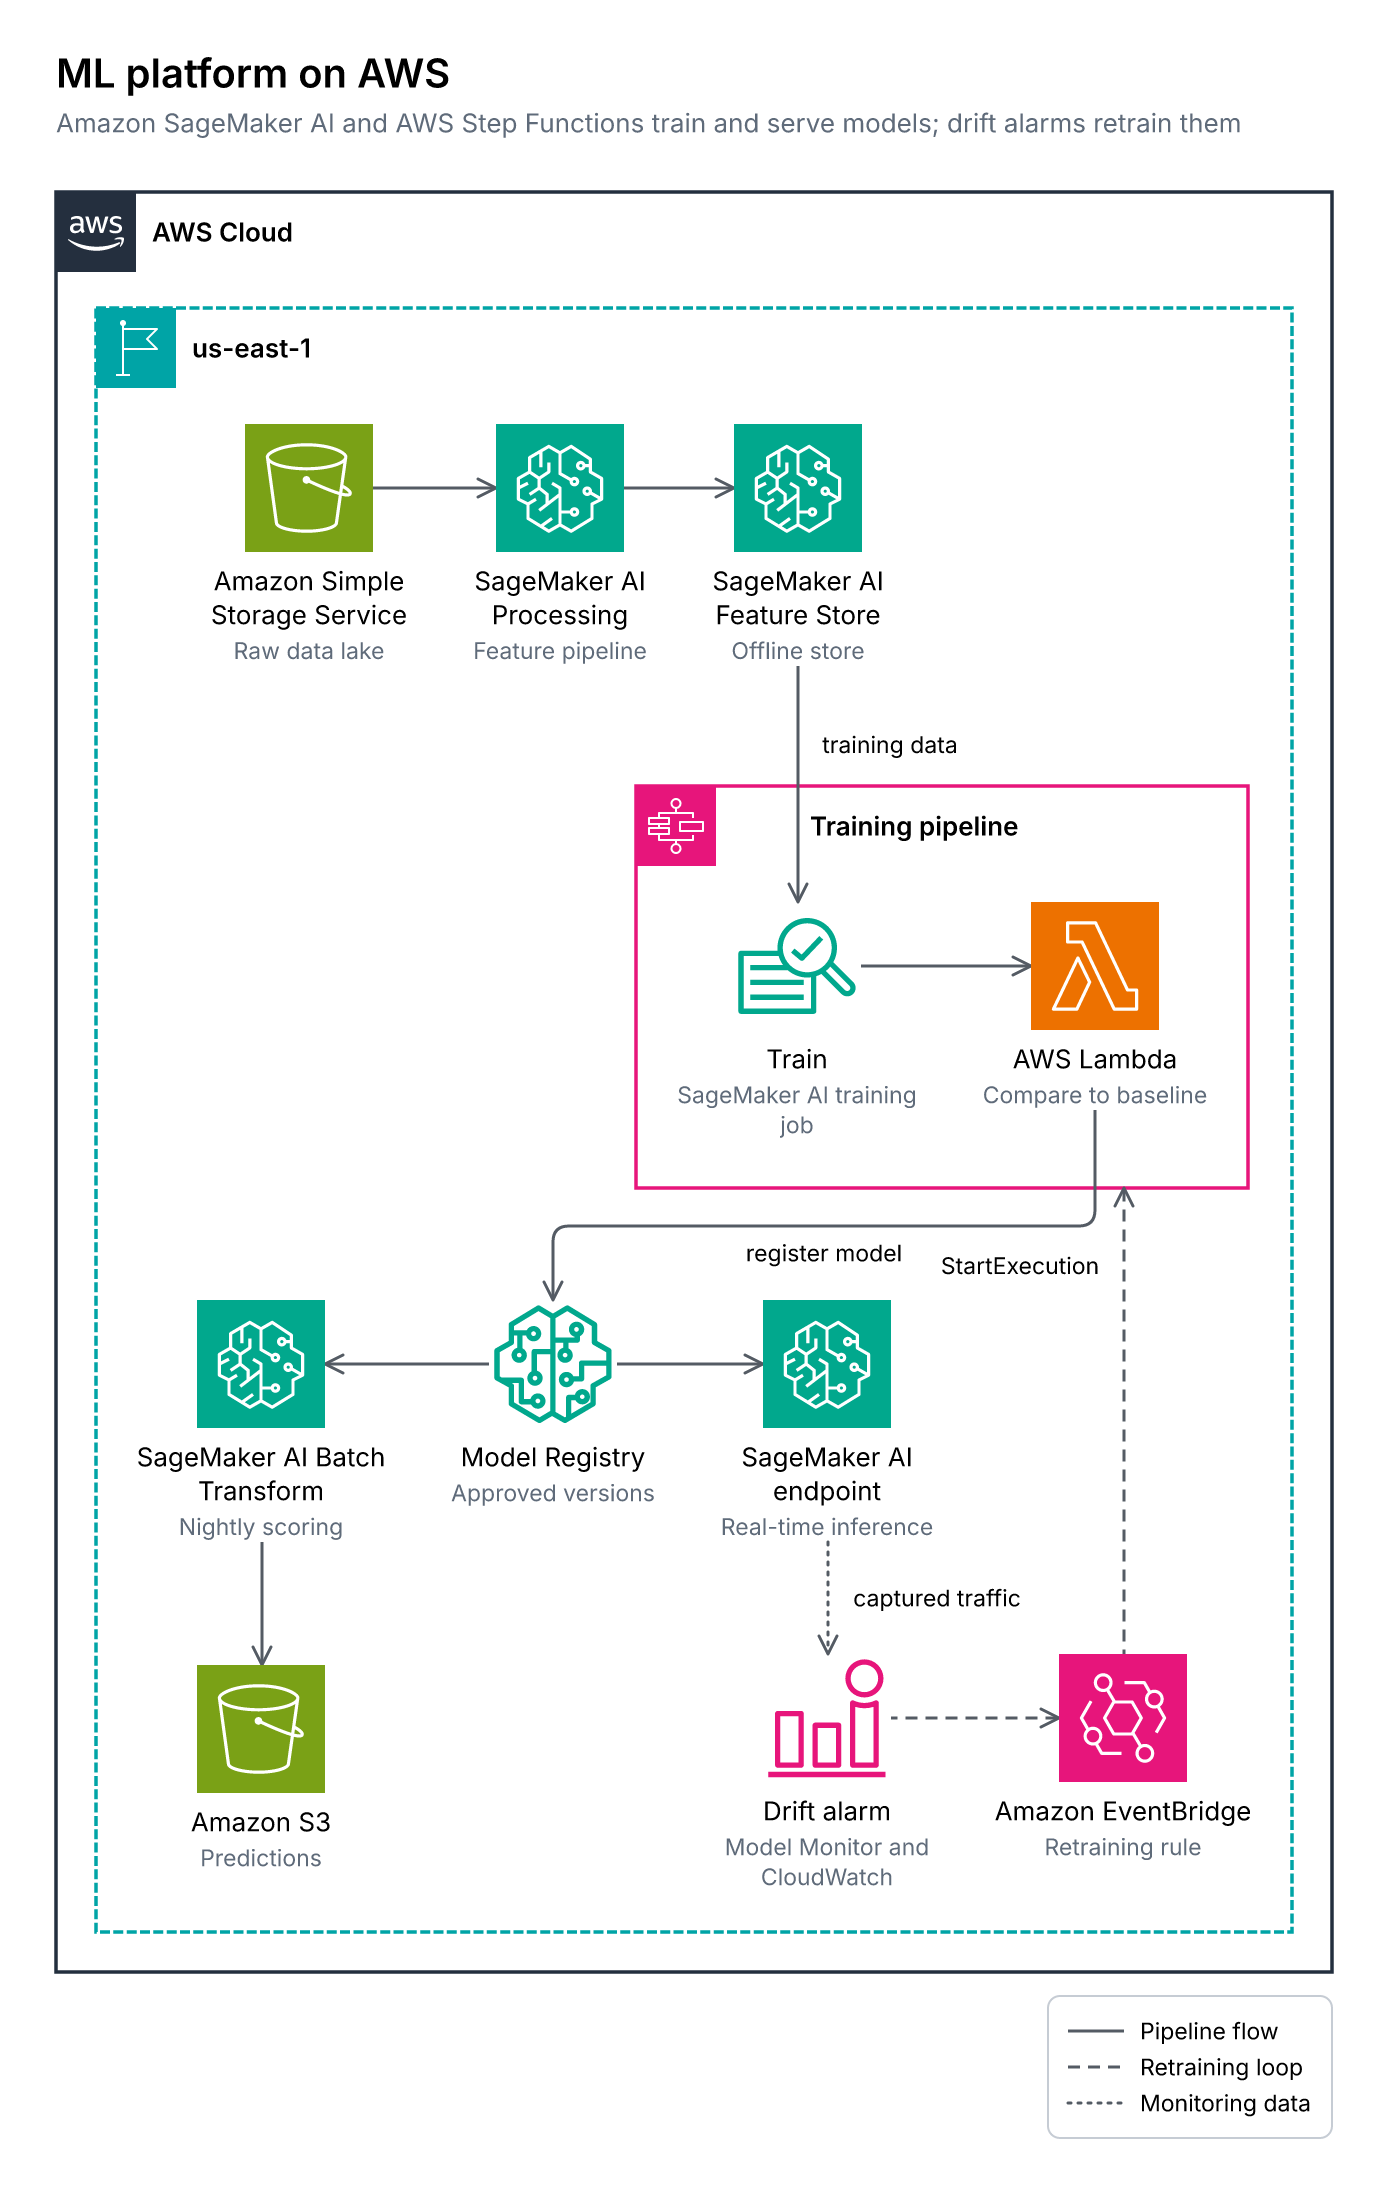 ML platform on AWS
Amazon SageMaker AI and AWS Step Functions train and serve models; drift alarms retrain them
aws
AWS Cloud
us-east-1
Amazon Simple
Storage Service
Raw data lake
SageMaker AI
Processing
Feature pipeline
SageMaker AI
Feature Store
Offline store
training data
Training pipeline
Train
SageMaker AI training
job
AWS Lambda
Compare to baseline
register model
StartExecution
SageMaker AI Batch
Transform
Nightly scoring
Model Registry
Approved versions
SageMaker AI
endpoint
Real-time inference
captured traffic
Amazon S3
Predictions
Drift alarm
Model Monitor and
CloudWatch
Amazon EventBridge
Retraining rule
Pipeline flow
Retraining loop
Monitoring data